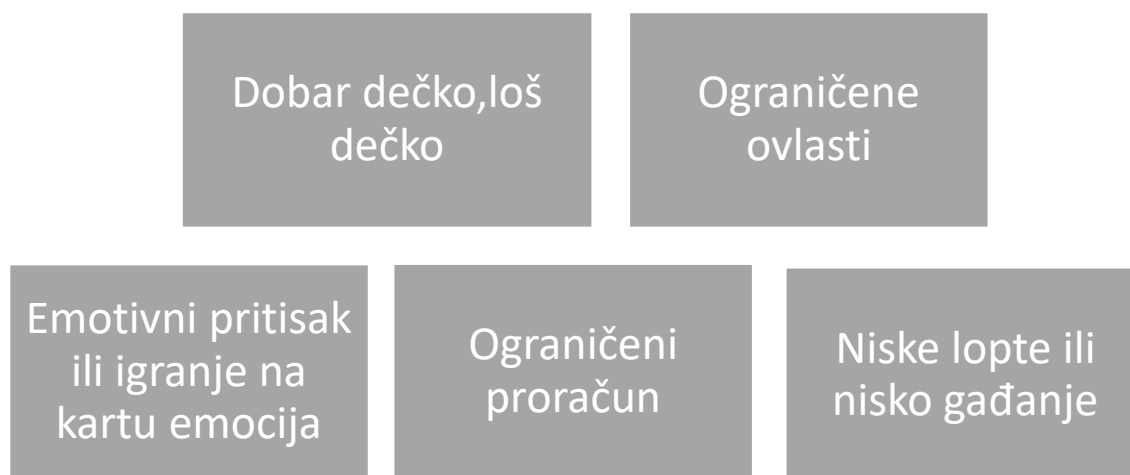 Dobar dečko,loš
dečko
Ograničene
ovlasti
Emotivni pritisak
ili igranje na
kartu emocija
Ograničeni
proračun
Niske lopte ili
nisko gađanje